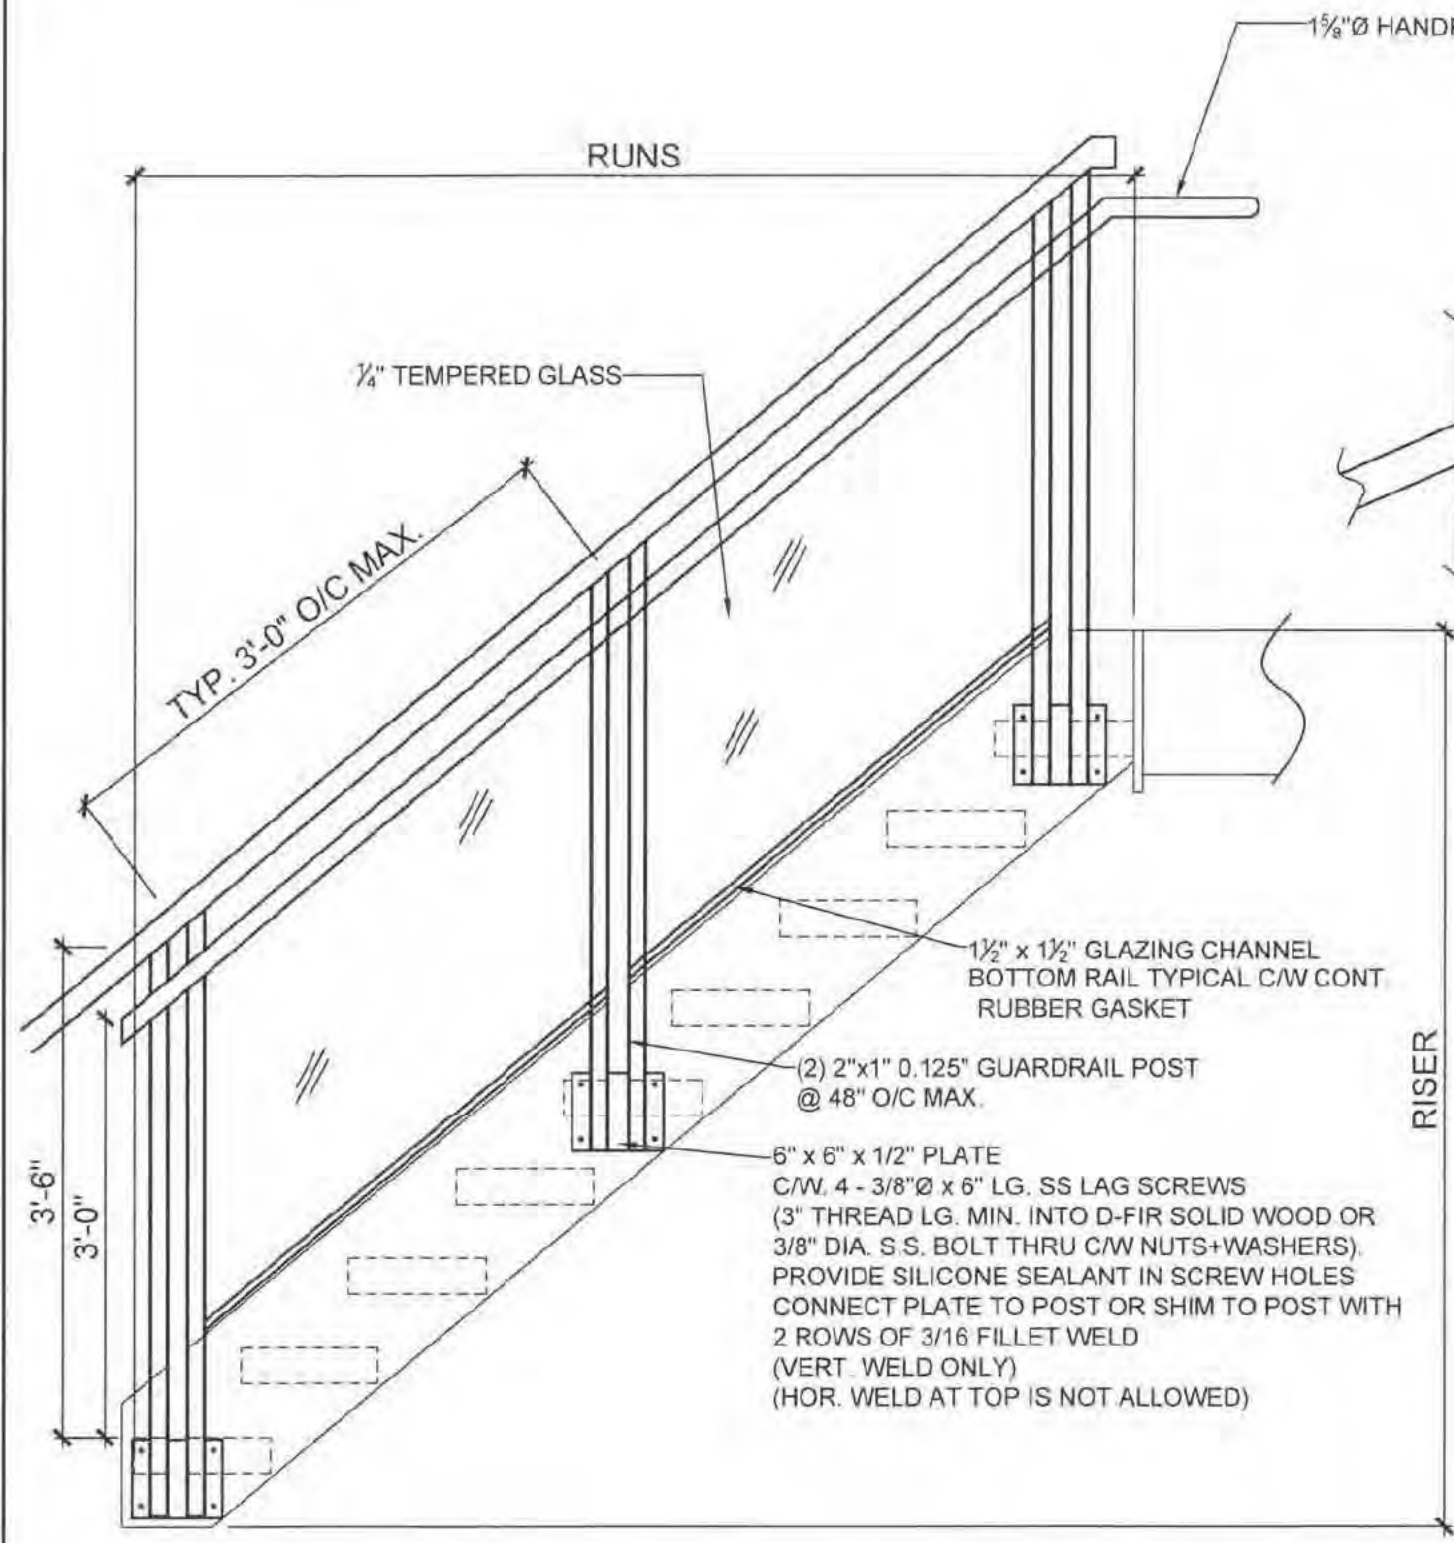 1⅝"Ø
RUNS
¼" TEMPERED GLASS
TYP. 3'-0" O/C MAX.
1½" x 1½" GLAZING CHANNEL
BOTTOM RAIL TYPICAL C/W CONT.
RUBBER GASKET
(2) 2"x1" 0.125" GUARDRAIL POST
@ 48" O/C MAX.
6" x 6" x 1/2" PLATE
C/W. 4 - 3/8"Ø x 6" LG. SS LAG SCREWS
(3" THREAD LG. MIN. INTO D-FIR SOLID WOOD OR
3/8" DIA. S.S. BOLT THRU C/W NUTS+WASHERS).
PROVIDE SILICONE SEALANT IN SCREW HOLES
CONNECT PLATE TO POST OR SHIM TO POST WITH
2 ROWS OF 3/16 FILLET WELD
(VERT. WELD ONLY)
(HOR. WELD AT TOP IS NOT ALLOWED)
3'-6"
3'-0"
RISER